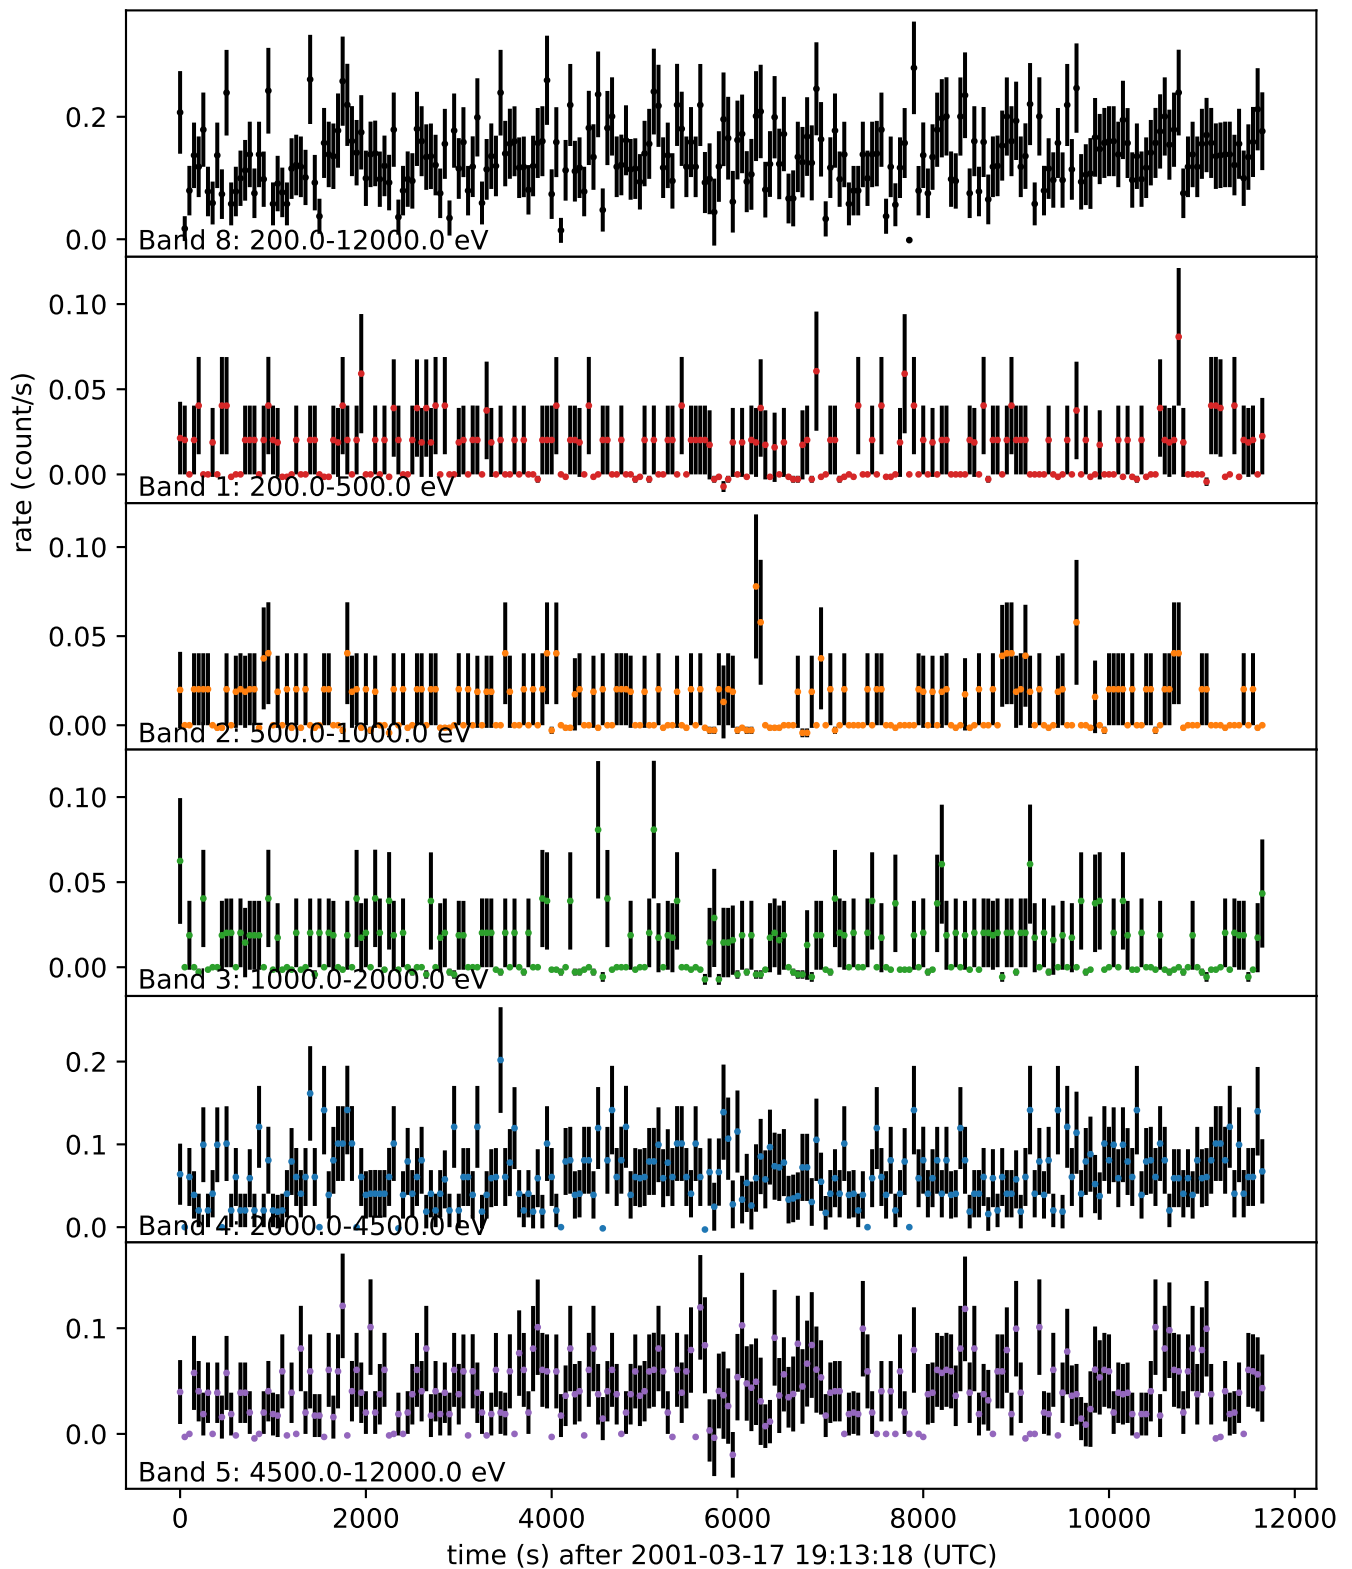 0.2
0.0
Band 8: 200.0-12000.0 eV
0.10
0.05
0.00
Band 1: 200.0-500.0 eV
rate (count/s)
0.10
0.05
0.00
Band 2: 500.0-1000.0 eV
0.10
0.05
0.00
Band 3: 1000.0-2000.0 eV
0.2
0.1
0.0
Band 4: 2000.0-4500.0 eV
0.1
0.0
Band 5: 4500.0-12000.0 eV
0 2000 4000 6000 8000 10000 12000
time (s) after 2001-03-17 19:13:18 (UTC)